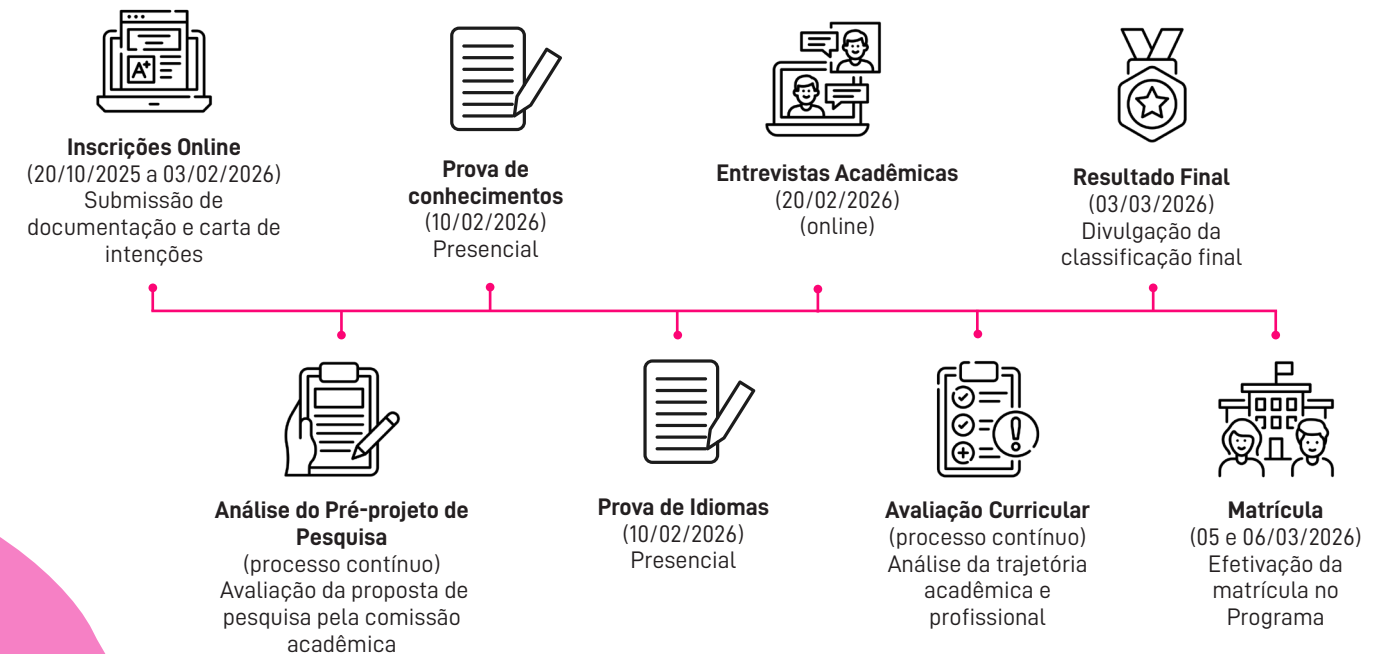 A+
Inscrições Online
(20/10/2025 a 03/02/2026)
Submissão de
documentação e carta de
intenções
Prova de
conhecimentos
(10/02/2026)
Presencial
Entrevistas Acadêmicas
(20/02/2026)
(online)
Resultado Final
(03/03/2026)
Divulgação da
classificação final
Análise do Pré-projeto de
Pesquisa
(processo contínuo)
Avaliação da proposta de
pesquisa pela comissão
acadêmica
Prova de Idiomas
(10/02/2026)
Presencial
Avaliação Curricular
(processo contínuo)
Análise da trajetória
acadêmica e
profissional
Matrícula
(05 e 06/03/2026)
Efetivação da
matrícula no
Programa